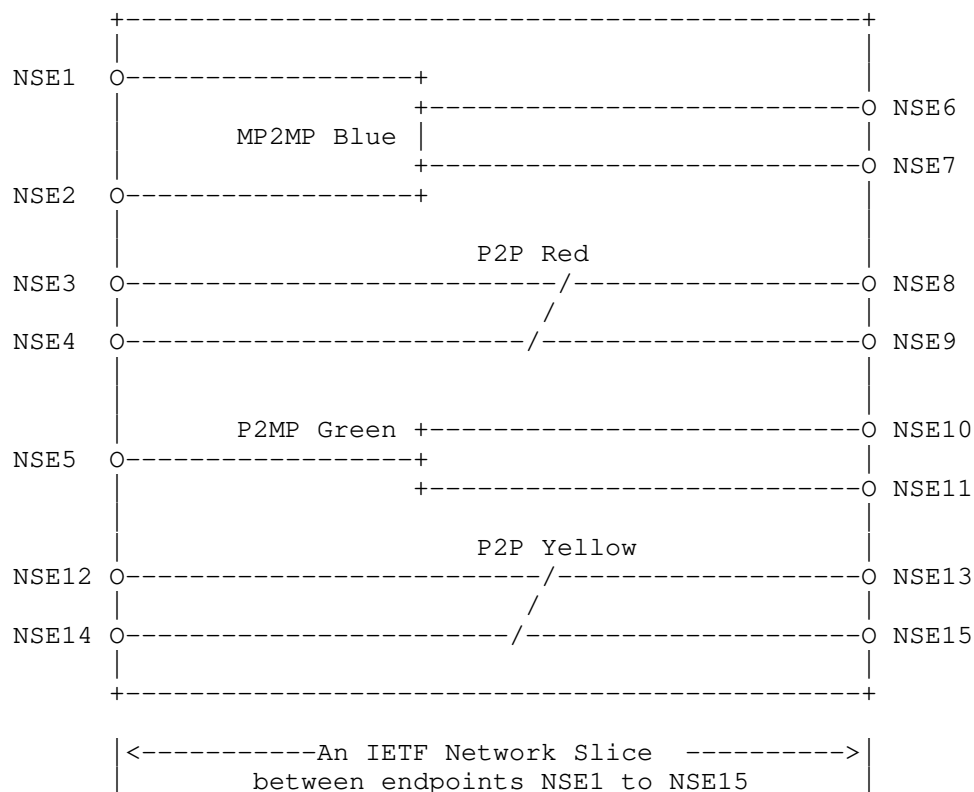 NSE1
NSE6
MP2MP Blue
NSE7
NSE2
P2P Red
NSE3 NSE8
NSE4 NSE9
P2MP Green NSE10
NSE5
NSE11
P2P Yellow
NSE12 NSE13
NSE14 NSE15
|<-----------An IETF Network Slice ---------->|
between endpoints NSE1 to NSE15